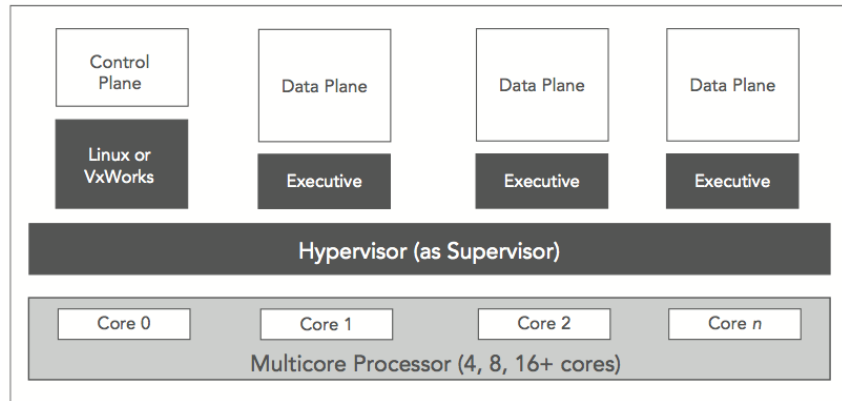 Control
Plane
Data Plane
Data Plane
Data Plane
Linux or
VxWorks
Executive
Executive
Executive
Hypervisor (as Supervisor)
Core 0
Core 1
Core 2
Core n
Multicore Processor (4, 8, 16+ cores)